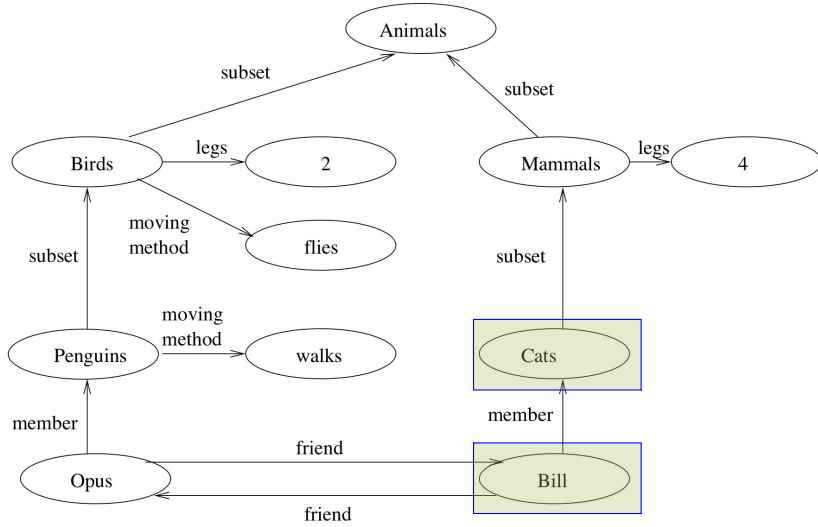 Animals
subset
subset
Birds
legs
2
Mammals
legs
4
moving
method
flies
subset
subset
moving
method
Penguins
walks
Cats
member
member
friend
Opus
Bill
friend